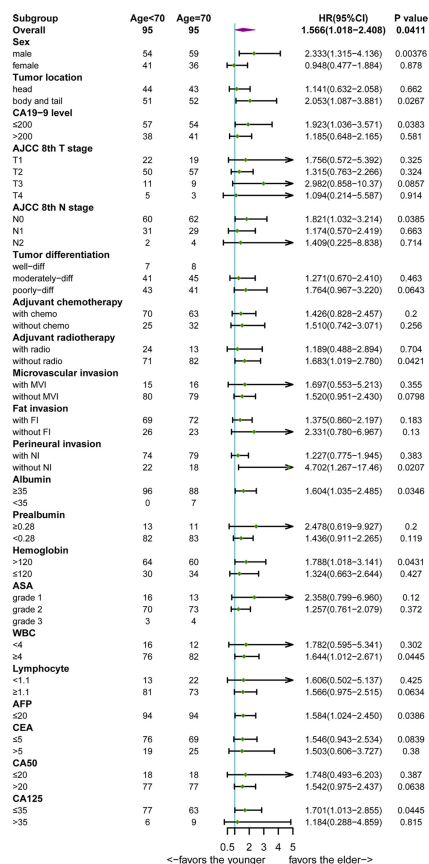 Subgroup Age<70 Age=70 HR(95%CI) P value
Overall 95 95 1.566(1.018−2.408) 0.0411
Sex
male 54 59 2.333(1.315−4.136) 0.00376
female 41 36 0.948(0.477−1.884) 0.878
Tumor location
head 44 43 1.141(0.632−2.058) 0.662
body and tail 51 52 2.053(1.087−3.881) 0.0267
CA19−9 level
≤200 57 54 1.923(1.036−3.571) 0.0383
>200 38 41 1.185(0.648−2.165) 0.581
AJCC 8th T stage
T1 22 19 1.756(0.572−5.392) 0.325
T2 50 57 1.315(0.763−2.266) 0.324
T3 11 9 2.982(0.858−10.37) 0.0857
T4 5 3 1.094(0.214−5.587) 0.914
AJCC 8th N stage
N0 60 62 1.821(1.032−3.214) 0.0385
N1 31 29 1.174(0.570−2.419) 0.663
N2 2 4 1.409(0.225−8.838) 0.714
Tumor differentiation
well−diff 7 8
moderately−diff 41 45 1.271(0.670−2.410) 0.463
poorly−diff 43 41 1.764(0.967−3.220) 0.0643
Adjuvant chemotherapy
with chemo 70 63 1.426(0.828−2.457) 0.2
without chemo 25 32 1.510(0.742−3.071) 0.256
Adjuvant radiotherapy
with radio 24 13 1.189(0.488−2.894) 0.704
without radio 71 82 1.683(1.019−2.780) 0.0421
Microvascular invasion
with MVI 15 16 1.697(0.553−5.213) 0.355
without MVI 80 79 1.520(0.951−2.430) 0.0798
Fat invasion
with FI 69 72 1.375(0.860−2.197) 0.183
without FI 26 23 2.331(0.780−6.967) 0.13
Perineural invasion
with NI 74 79 1.227(0.775−1.945) 0.383
without NI 22 18 4.702(1.267−17.46) 0.0207
Albumin
≥35 96 88 1.604(1.035−2.485) 0.0346
<35 0 7
Prealbumin
≥0.28 13 11 2.478(0.619−9.927) 0.2
<0.28 82 83 1.436(0.911−2.265) 0.119
Hemoglobin
>120 64 60 1.788(1.018−3.141) 0.0431
≤120 30 34 1.324(0.663−2.644) 0.427
ASA
grade 1 16 13 2.358(0.799−6.960) 0.12
grade 2 70 73 1.257(0.761−2.079) 0.372
grade 3 3 4
WBC
<4 16 12 1.782(0.595−5.341) 0.302
≥4 76 82 1.644(1.012−2.671) 0.0445
Lymphocyte
<1.1 13 22 1.606(0.502−5.137) 0.425
≥1.1 81 73 1.566(0.975−2.515) 0.0634
AFP
≤20 94 94 1.584(1.024−2.450) 0.0386
CEA
≤5 76 69 1.546(0.943−2.534) 0.0839
>5 19 25 1.503(0.606−3.727) 0.38
CA50
≤20 18 18 1.748(0.493−6.203) 0.387
>20 77 77 1.542(0.975−2.437) 0.0638
CA125
≤35 77 63 1.701(1.013−2.855) 0.0445
>35 6 9 1.184(0.288−4.859) 0.815
0.5 1 2 3 4 5
<−favors the younger favors the elder−>